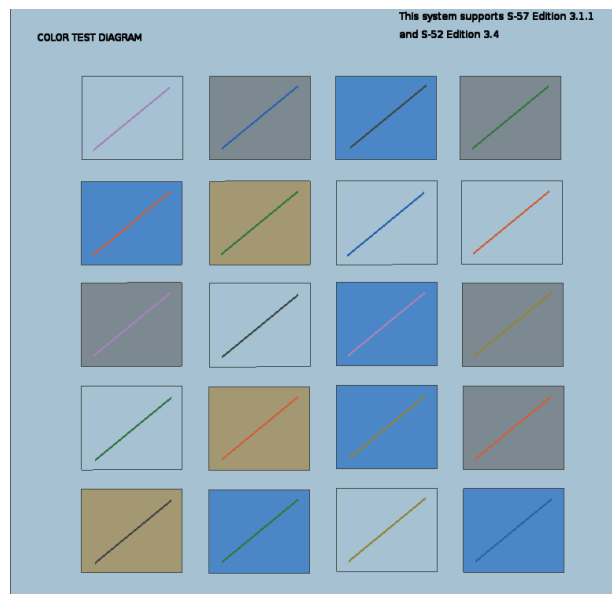 This system supports S-57 Edition 3.1.1
COLOR TEST DIAGRAM
and S-52 Edition 3.4